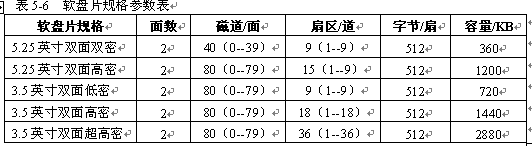 表 5-6 软盘片规格参数表
软盘片规格 面数 磁道/面 扇区/道 字节/扇 容量/KB
5.25 英寸双面双密 2 40（0--39） 9（1--9） 512 360
5.25 英寸双面高密 2 80（0--79） 15（1--9） 512 1200
3.5 英寸双面低密 2 80（0--79） 9（1--9） 512 720
3.5 英寸双面高密 2 80（0--79） 18（1--18） 512 1440
3.5 英寸双面超高密 2 80（0--79） 36（1--36） 512 2880